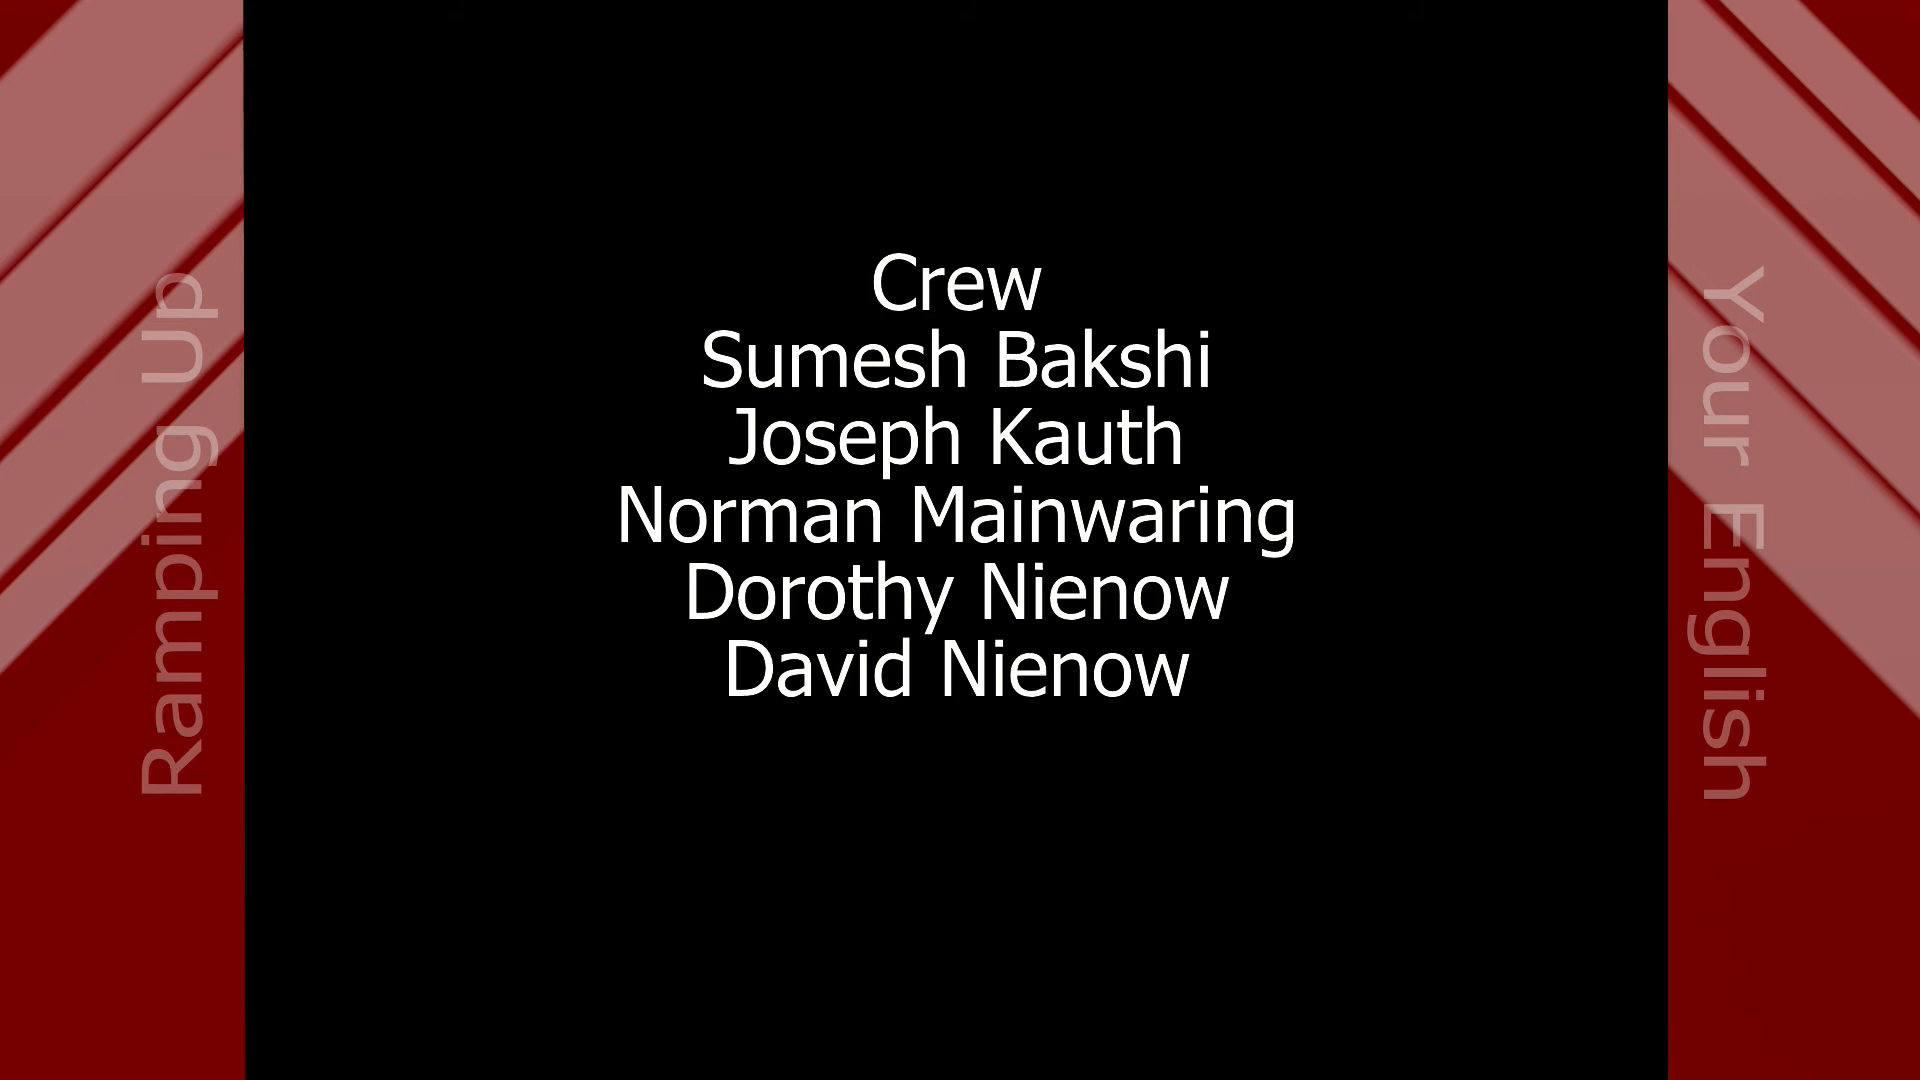 Ramping Up
Crew
Sumesh Bakshi
Joseph Kauth
Norman Mainwaring
Dorothy Nienow
David Nienow
Your English